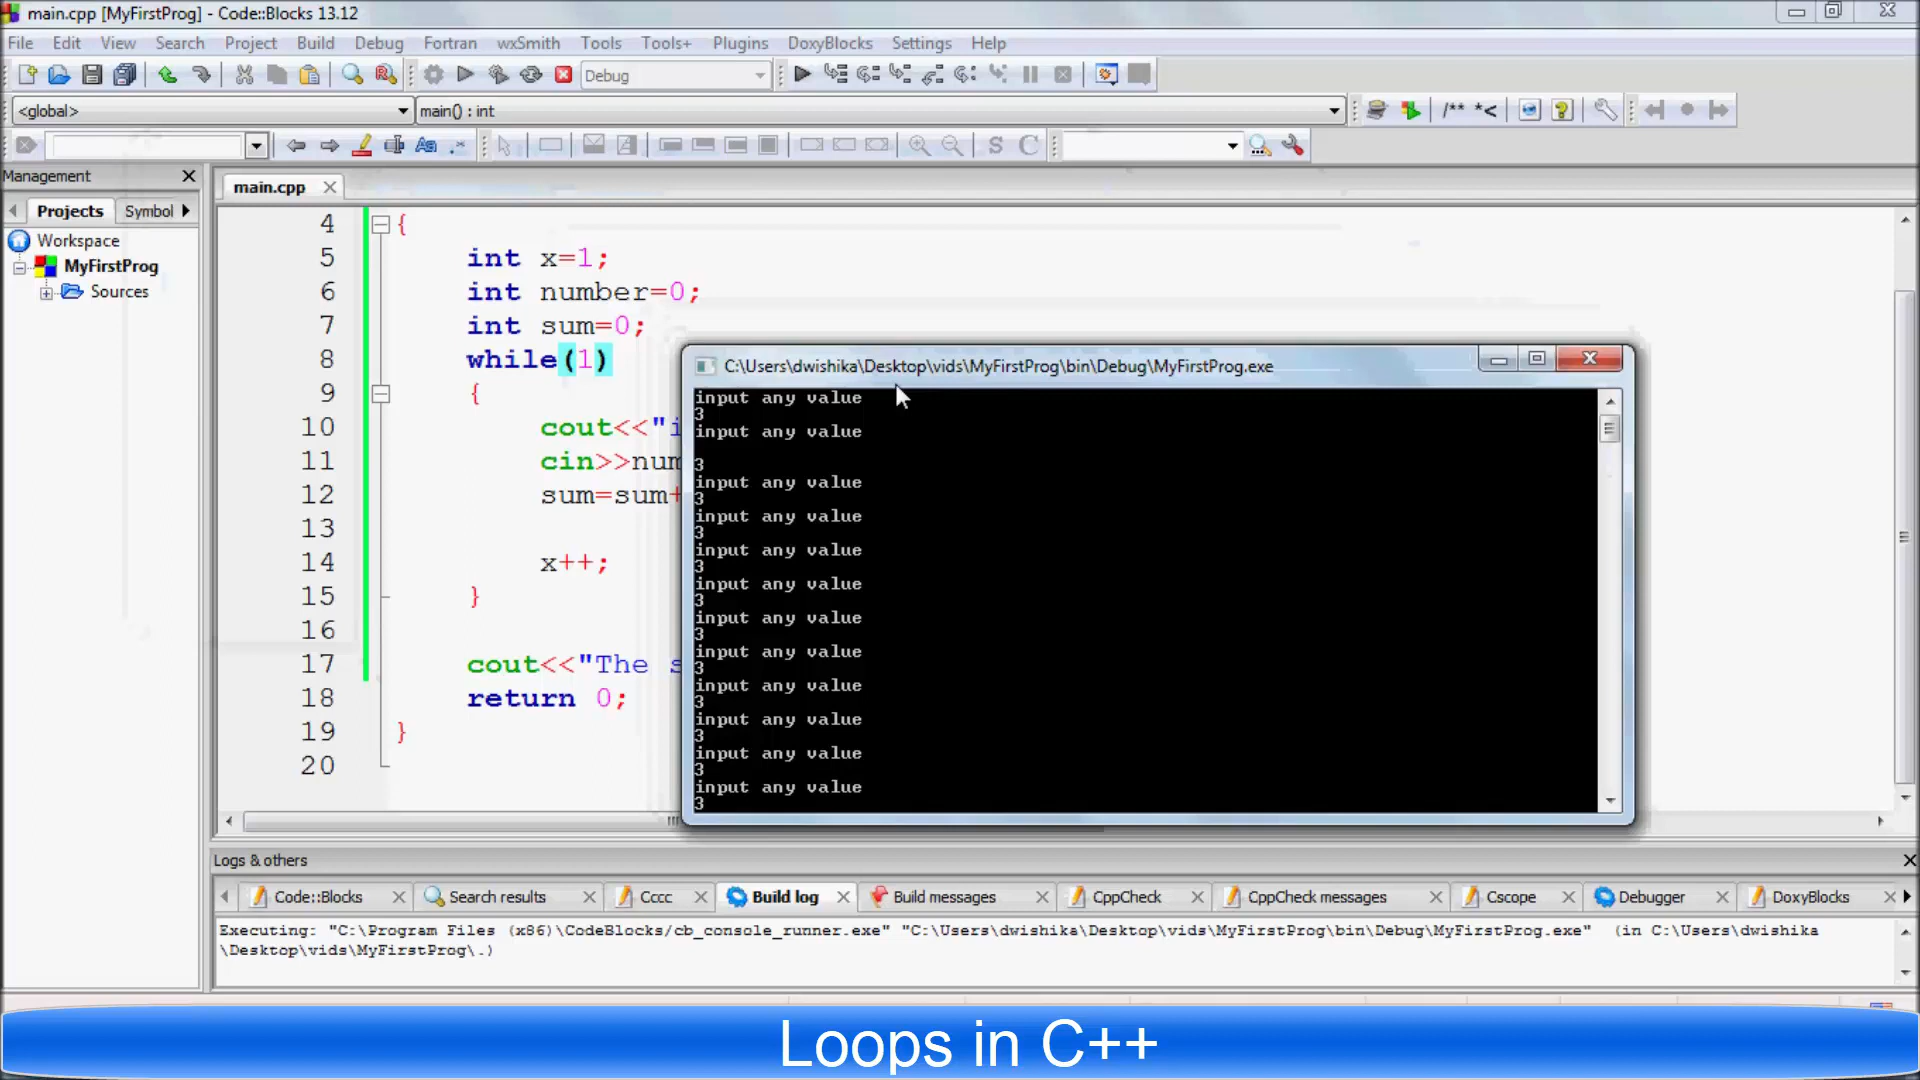 main.cpp [MyFirstProg] - Code::Blocks 13.12
File Edit View Search Project Build Debug Fortran wxSmith Tools Tools+ Plugins DoxyBlocks Settings Help
Debug
<global> main() : int
/** *<
S C
Management
Projects Symbol
Workspace
MyFirstProg
Sources
main.cpp
4 {
5 int x=1;
6 int number=0;
7 int sum=0;
8 while(1)
9 {
10 cout<<"i
11 cin>>num
12 sum=sum+
13
14 x++;
15 }
16
17 cout<<"The s
18 return 0;
19 }
20
C:\Users\dwishika\Desktop\vids\MyFirstProg\bin\Debug\MyFirstProg.exe
input any value
3
input any value
3
input any value
3
input any value
3
input any value
3
input any value
3
input any value
3
input any value
3
input any value
3
input any value
3
input any value
3
input any value
3
Logs & others
Code::Blocks Search results Cccc Build log Build messages CppCheck CppCheck messages Cscope Debugger DoxyBlocks
Executing: "C:\Program Files (x86)\CodeBlocks/cb_console_runner.exe" "C:\Users\dwishika\Desktop\vids\MyFirstProg\bin\Debug\MyFirstProg.exe" (in C:\Users\dwishika
\Desktop\vids\MyFirstProg\.)
Loops in C++